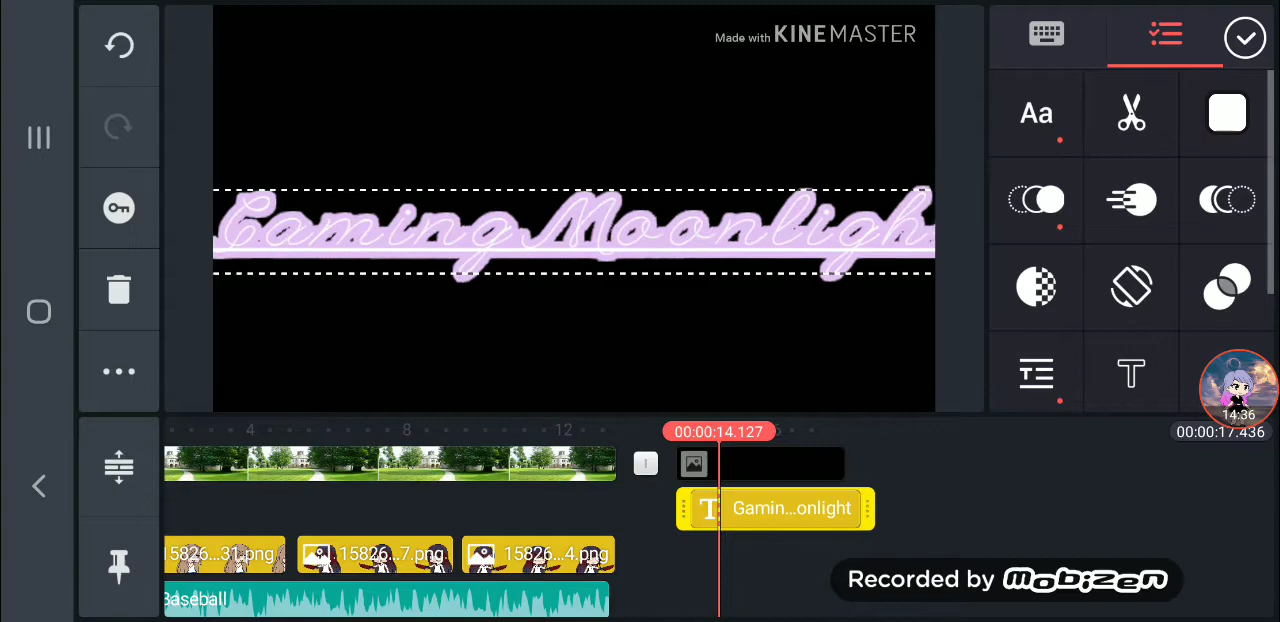 Made with KINEMASTER
Aa
Gaming Moonligh
14:36
4 8 12
00:00:14.127
00:00:17.436
T Gamin...onlight
15826...31.png 15826...7.png 15826...4.png
Baseball
Recorded by mobizen